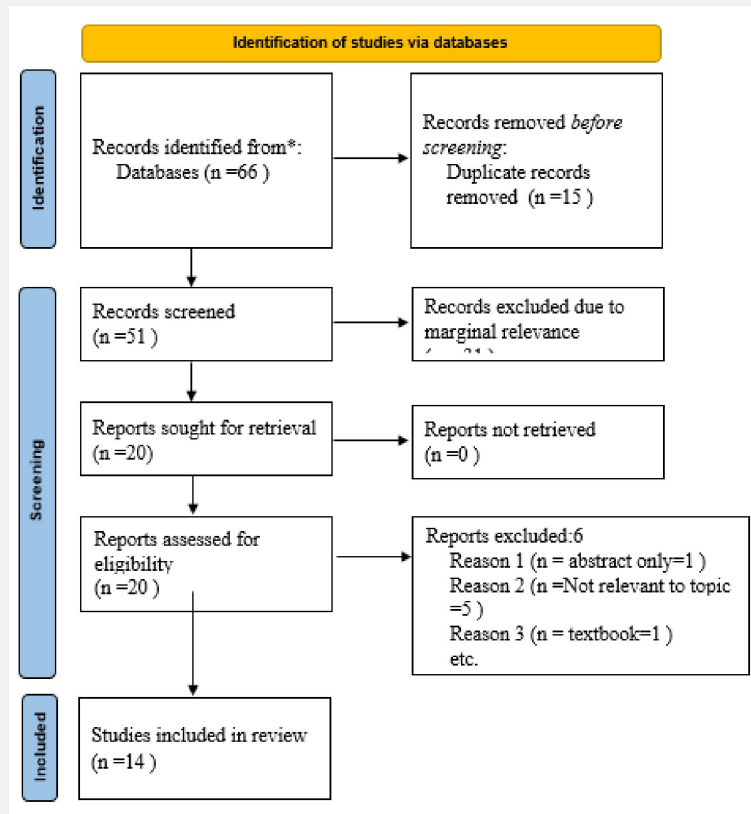 Identification of studies via databases
Identification
Records identified from*:
Databases (n =66 )
Records removed before
screening:
Duplicate records
removed (n =15 )
Screening
Records screened
(n =51 )
Records excluded due to
marginal relevance
Reports sought for retrieval
(n =20)
Reports not retrieved
(n =0 )
Reports assessed for
eligibility
(n =20 )
Reports excluded:6
Reason 1 (n = abstract only=1 )
Reason 2 (n =Not relevant to topic
=5 )
Reason 3 (n = textbook=1 )
etc.
Included
Studies included in review
(n =14 )